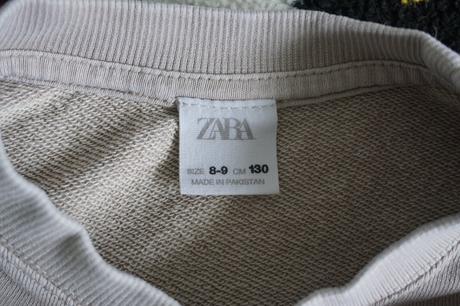 ZARA
SIZE 8-9 CM 130
MADE IN PAKISTAN